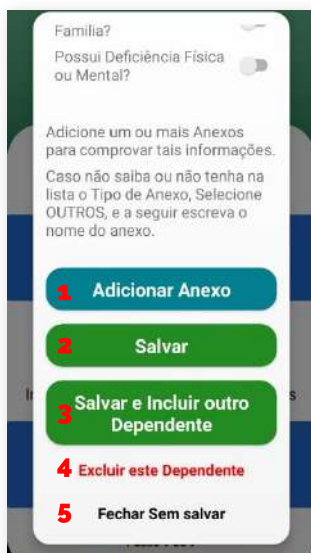 Familia?
Possui Deficiência Física
ou Mental?
Adicione um ou mais Anexos
para comprovar tais informações.
Caso não saiba ou não tenha na
lista o Tipo de Anexo, Selecione
OUTROS, e a seguir escreva o
nome do anexo.
1 Adicionar Anexo
2 Salvar
3 Salvar e Incluir outro
Dependente
4 Excluir este Dependente
5 Fechar Sem salvar